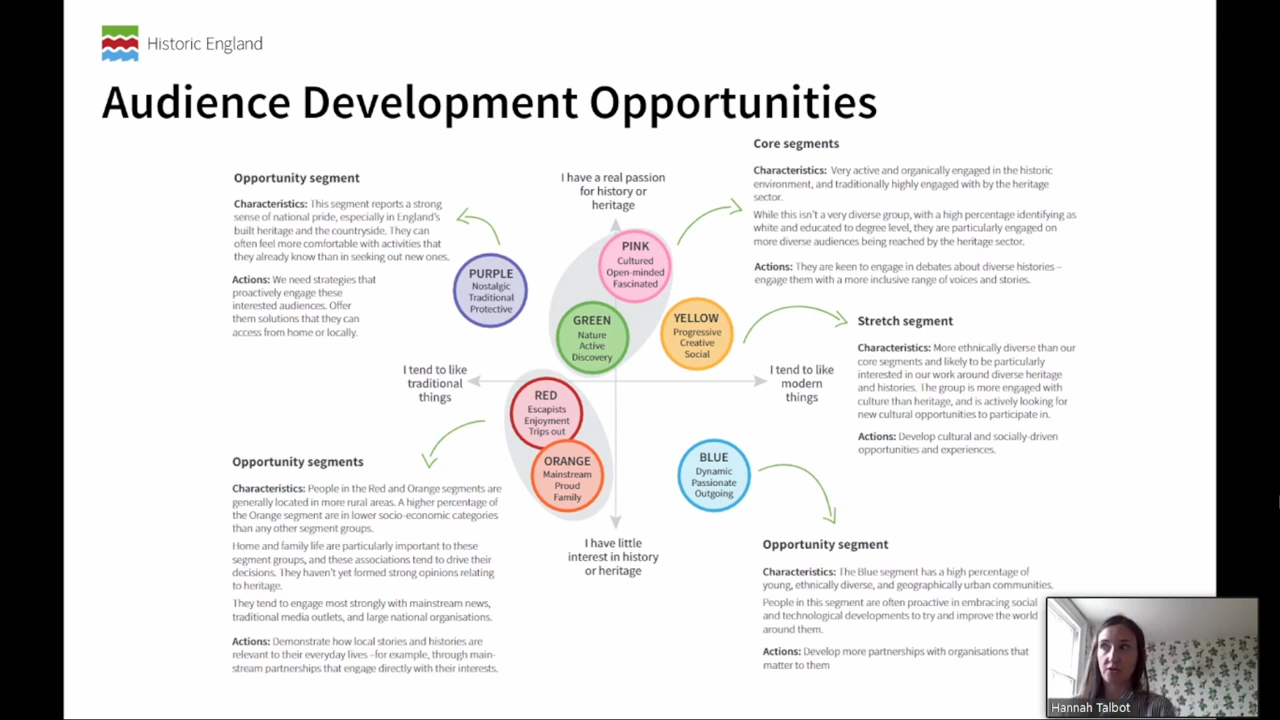 Historic England
Audience Development Opportunities
Opportunity segment
Characteristics: This segment reports a strong
sense of national pride, especially in England's
built heritage and the countryside. They can
often feel more comfortable with activities that
they already know than in seeking out new ones.
Actions: We need strategies that
proactively engage these
interested audiences. Offer
them solutions that they can
access from home or locally.
I have a real passion
for history or
heritage
Core segments
Characteristics: Very active and organically engaged in the historic
environment, and traditionally highly engaged with by the heritage
sector.
While this isn't a very diverse group, with a high percentage identifying as
white and educated to degree level, they are particularly engaged on
more diverse audiences being reached by the heritage sector.
Actions: They are keen to engage in debates about diverse histories –
engage them with a more inclusive range of voices and stories.
PURPLE
Nostalgic
Traditional
Protective
PINK
Cultured
Open-minded
Fascinated
GREEN
Nature
Active
Discovery
YELLOW
Progressive
Creative
Social
Stretch segment
Characteristics: More ethnically diverse than our
core segments and likely to be particularly
interested in our work around diverse heritage
and histories. The group is more engaged with
culture than heritage, and is actively looking for
new cultural opportunities to participate in.
Actions: Develop cultural and socially-driven
opportunities and experiences.
I tend to like
traditional
things
I tend to like
modern
things
RED
Escapists
Enjoyment
Trips out
ORANGE
Mainstream
Proud
Family
BLUE
Dynamic
Passionate
Outgoing
Opportunity segments
Characteristics: People in the Red and Orange segments are
generally located in more rural areas. A higher percentage of
the Orange segment are in lower socio-economic categories
than any other segment groups.
Home and family life are particularly important to these
segment groups, and these associations tend to drive their
decisions. They haven't yet formed strong opinions relating
to heritage.
They tend to engage most strongly with mainstream news,
traditional media outlets, and large national organisations.
Actions: Demonstrate how local stories and histories are
relevant to their everyday lives –for example, through main-
stream partnerships that engage directly with their interests.
I have little
interest in history
or heritage
Opportunity segment
Characteristics: The Blue segment has a high percentage of
young, ethnically diverse, and geographically urban communities.
People in this segment are often proactive in embracing social
and technological developments to try and improve the world
around them.
Actions: Develop more partnerships with organisations that
matter to them
Hannah Talbot